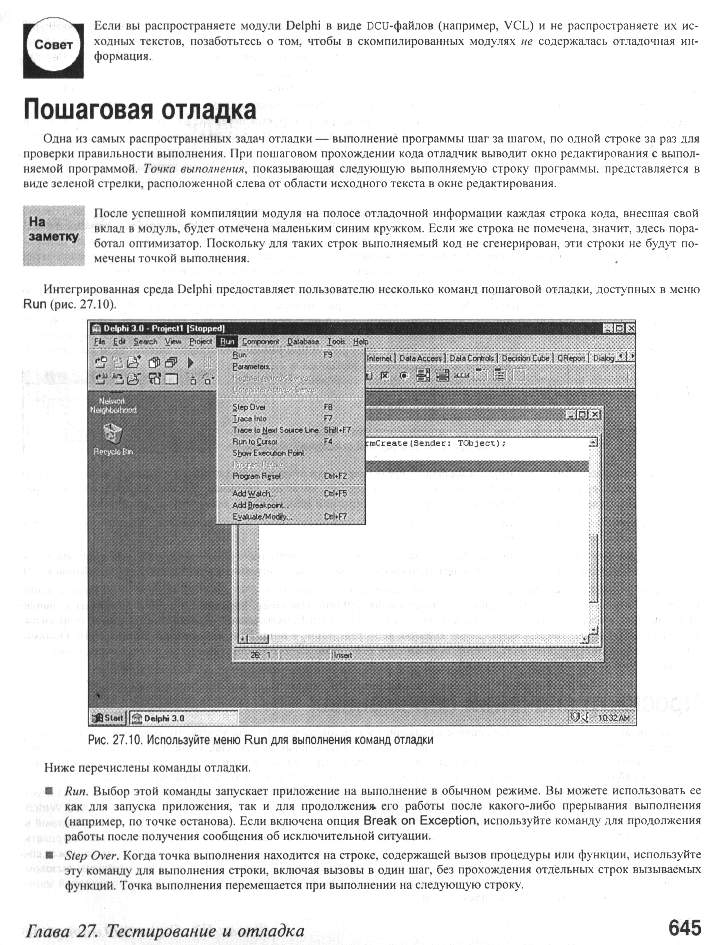 Совет
Если вы распространяете модули Delphi в виде DCU-файлов (например, VCL) и не распространяете их ис-
ходных текстов, позаботьтесь о том, чтобы в скомпилированных модулях не содержалась отладочная ин-
формация.
Пошаговая отладка
Одна из самых распространенных задач отладки — выполнение программы шаг за шагом, по одной строке за раз для
проверки правильности выполнения. При пошаговом прохождении кода отладчик выводит окно редактирования с выпол-
няемой программой. Точка выполнения, показывающая следующую выполняемую строку программы, представляется в
виде зеленой стрелки, расположенной слева от области исходного текста в окне редактирования.
На
заметку
После успешной компиляции модуля на полосе отладочной информации каждая строка кода, внесшая свой
вклад в модуль, будет отмечена маленьким синим кружком. Если же строка не помечена, значит, здесь пора-
ботал оптимизатор. Поскольку для таких строк выполняемый код не сгенерирован, эти строки не будут по-
мечены точкой выполнения.
Интегрированная среда Delphi предоставляет пользователю несколько команд пошаговой отладки, доступных в меню
Run (рис. 27.10).
Delphi 3.0 - Project1 [Stopped]
File Edit Search View Project Run Component Database Tools Help
Internet Data Access Data Controls Decision Cube QReport Dialog
Run F9
Parameters...
Step Over F8
Trace Into F7
Trace to Next Source Line Shift+F7
Run to Cursor F4
Show Execution Point
Program Pause
Program Reset Ctrl+F2
Add Watch... Ctrl+F5
Add Breakpoint...
Evaluate/Modify... Ctrl+F7
Network
Neighborhood
Recycle Bin
rmCreate(Sender: TObject);
26: 1 Insert
Start Delphi 3.0 10:32 AM
Рис. 27.10. Используйте меню Run для выполнения команд отладки
Ниже перечислены команды отладки.
■ Run. Выбор этой команды запускает приложение на выполнение в обычном режиме. Вы можете использовать ее
как для запуска приложения, так и для продолжения его работы после какого-либо прерывания выполнения
(например, по точке останова). Если включена опция Break on Exception, используйте команду для продолжения
работы после получения сообщения об исключительной ситуации.
■ Step Over. Когда точка выполнения находится на строке, содержащей вызов процедуры или функции, используйте
эту команду для выполнения строки, включая вызовы в один шаг, без прохождения отдельных строк вызываемых
функций. Точка выполнения перемещается при выполнении на следующую строку.
Глава 27. Тестирование и отладка
645